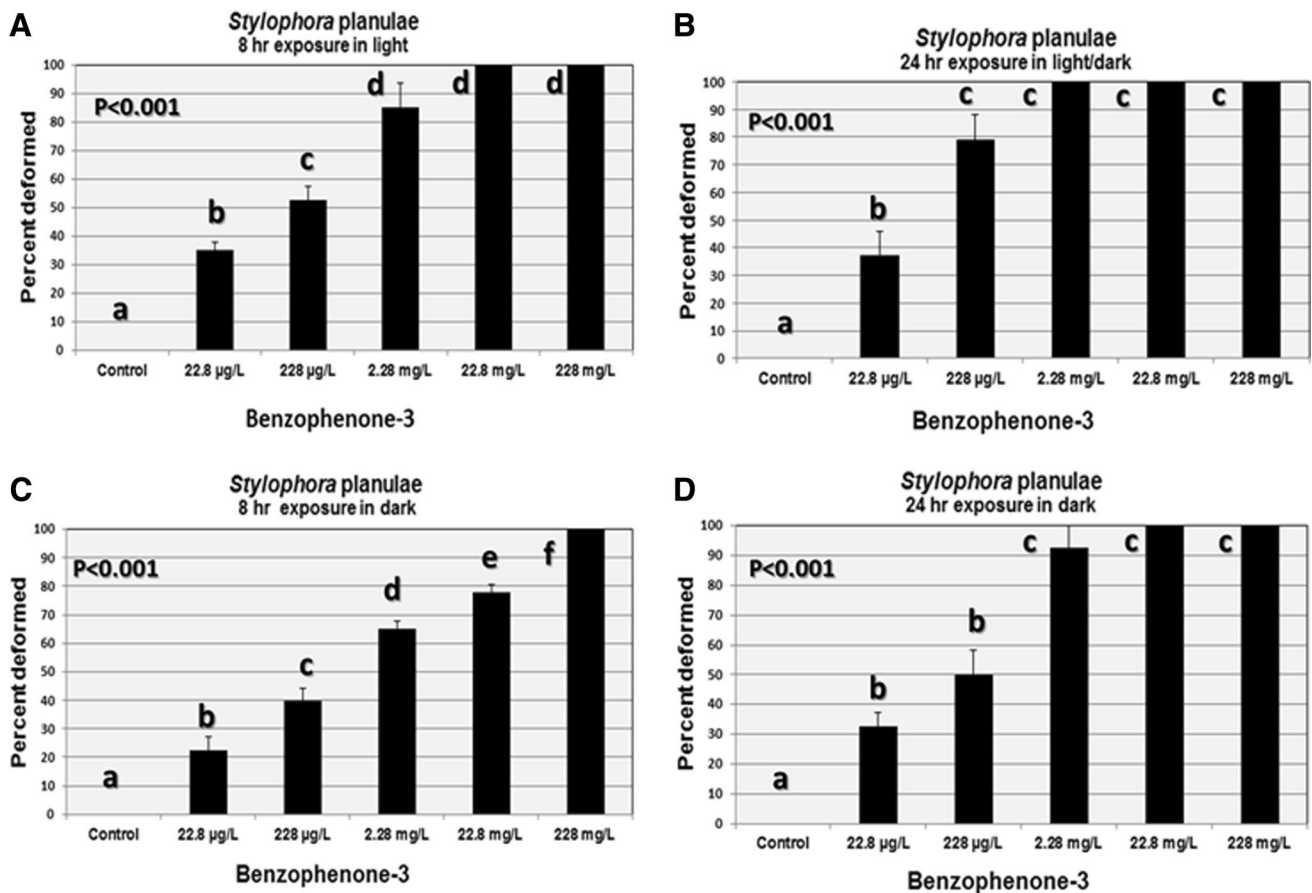 A
Stylophora planulae
8 hr exposure in light
Percent deformed
100
90
80
70
60
50
40
30
20
10
0
P<0.001
a
b
c
d
d
d
Control 22.8 µg/L 228 µg/L 2.28 mg/L 22.8 mg/L 228 mg/L
Benzophenone-3
B
Stylophora planulae
24 hr exposure in light/dark
Percent deformed
100
90
80
70
60
50
40
30
20
10
0
P<0.001
a
b
c
c
c
c
Control 22.8 µg/L 228 µg/L 2.28 mg/L 22.8 mg/L 228 mg/L
Benzophenone-3
C
Stylophora planulae
8 hr exposure in dark
Percent deformed
100
90
80
70
60
50
40
30
20
10
0
P<0.001
a
b
c
d
e
f
Control 22.8 µg/L 228 µg/L 2.28 mg/L 22.8 mg/L 228 mg/L
Benzophenone-3
D
Stylophora planulae
24 hr exposure in dark
Percent deformed
100
90
80
70
60
50
40
30
20
10
0
P<0.001
a
b
b
c
c
c
Control 22.8 µg/L 228 µg/L 2.28 mg/L 22.8 mg/L 228 mg/L
Benzophenone-3